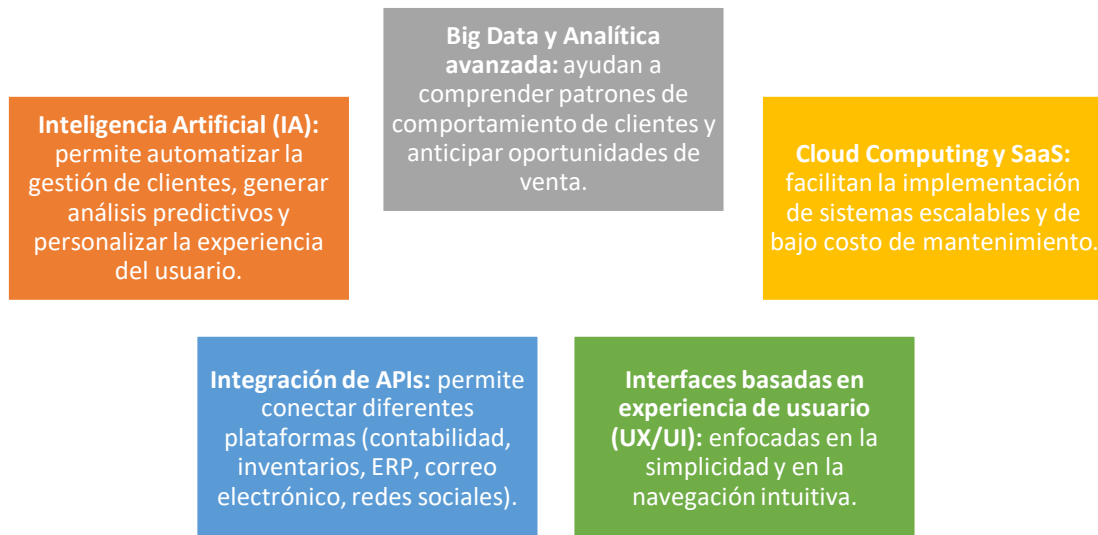 Big Data y Analítica
avanzada: ayudan a
comprender patrones de
comportamiento de clientes y
anticipar oportunidades de
venta.
Inteligencia Artificial (IA):
permite automatizar la
gestión de clientes, generar
análisis predictivos y
personalizar la experiencia
del usuario.
Cloud Computing y SaaS:
facilitan la implementación
de sistemas escalables y de
bajo costo de mantenimiento.
Integración de APIs: permite
conectar diferentes
plataformas (contabilidad,
inventarios, ERP, correo
electrónico, redes sociales).
Interfaces basadas en
experiencia de usuario
(UX/UI): enfocadas en la
simplicidad y en la
navegación intuitiva.